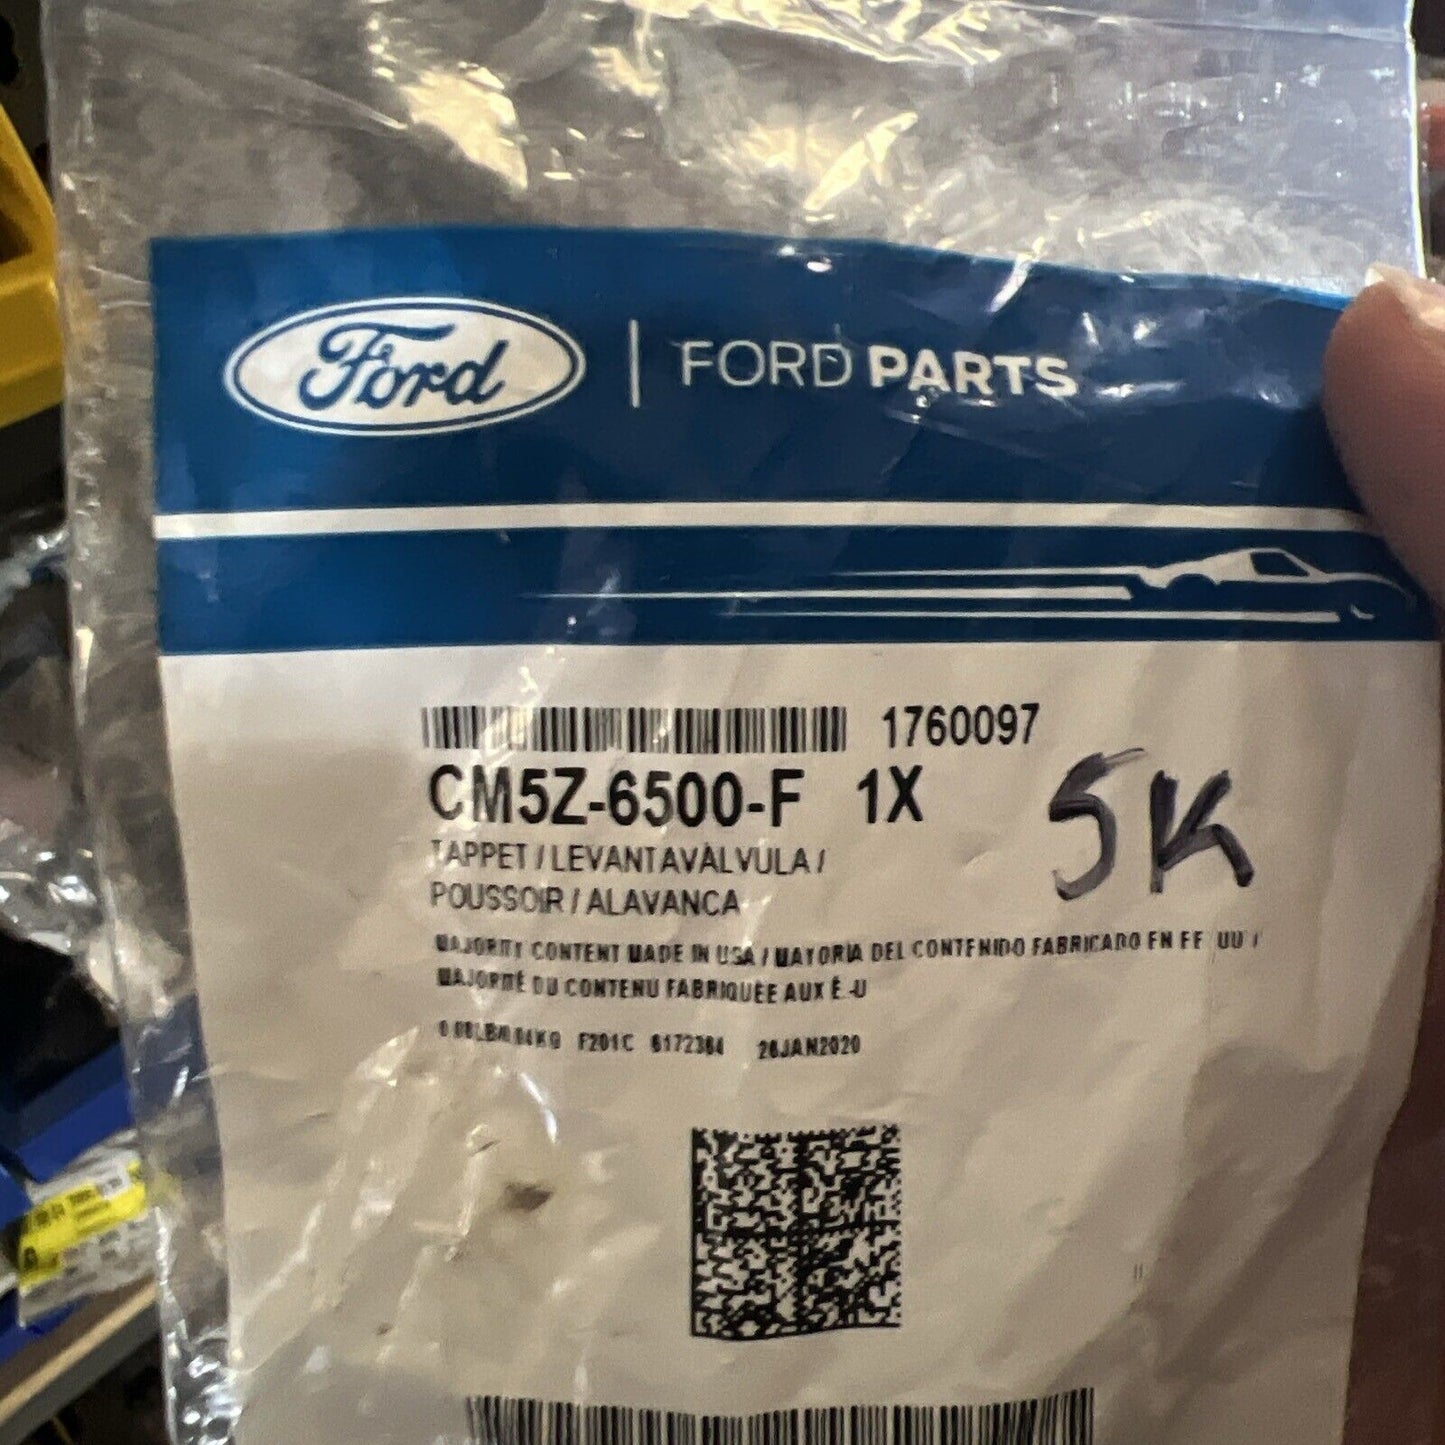 Ford | FORD PARTS
1760097
CM5Z-6500-F 1X
5K
TAPPET / LEVANTAVALVULA /
POUSSOIR / ALAVANCA
MAJORITY CONTENT MADE IN USA / MAYORIA DEL CONTENIDO FABRICADO EN EE UU /
MAJORITÉ DU CONTENU FABRIQUÉE AUX É.-U
F201C 6172364 26JAN2020